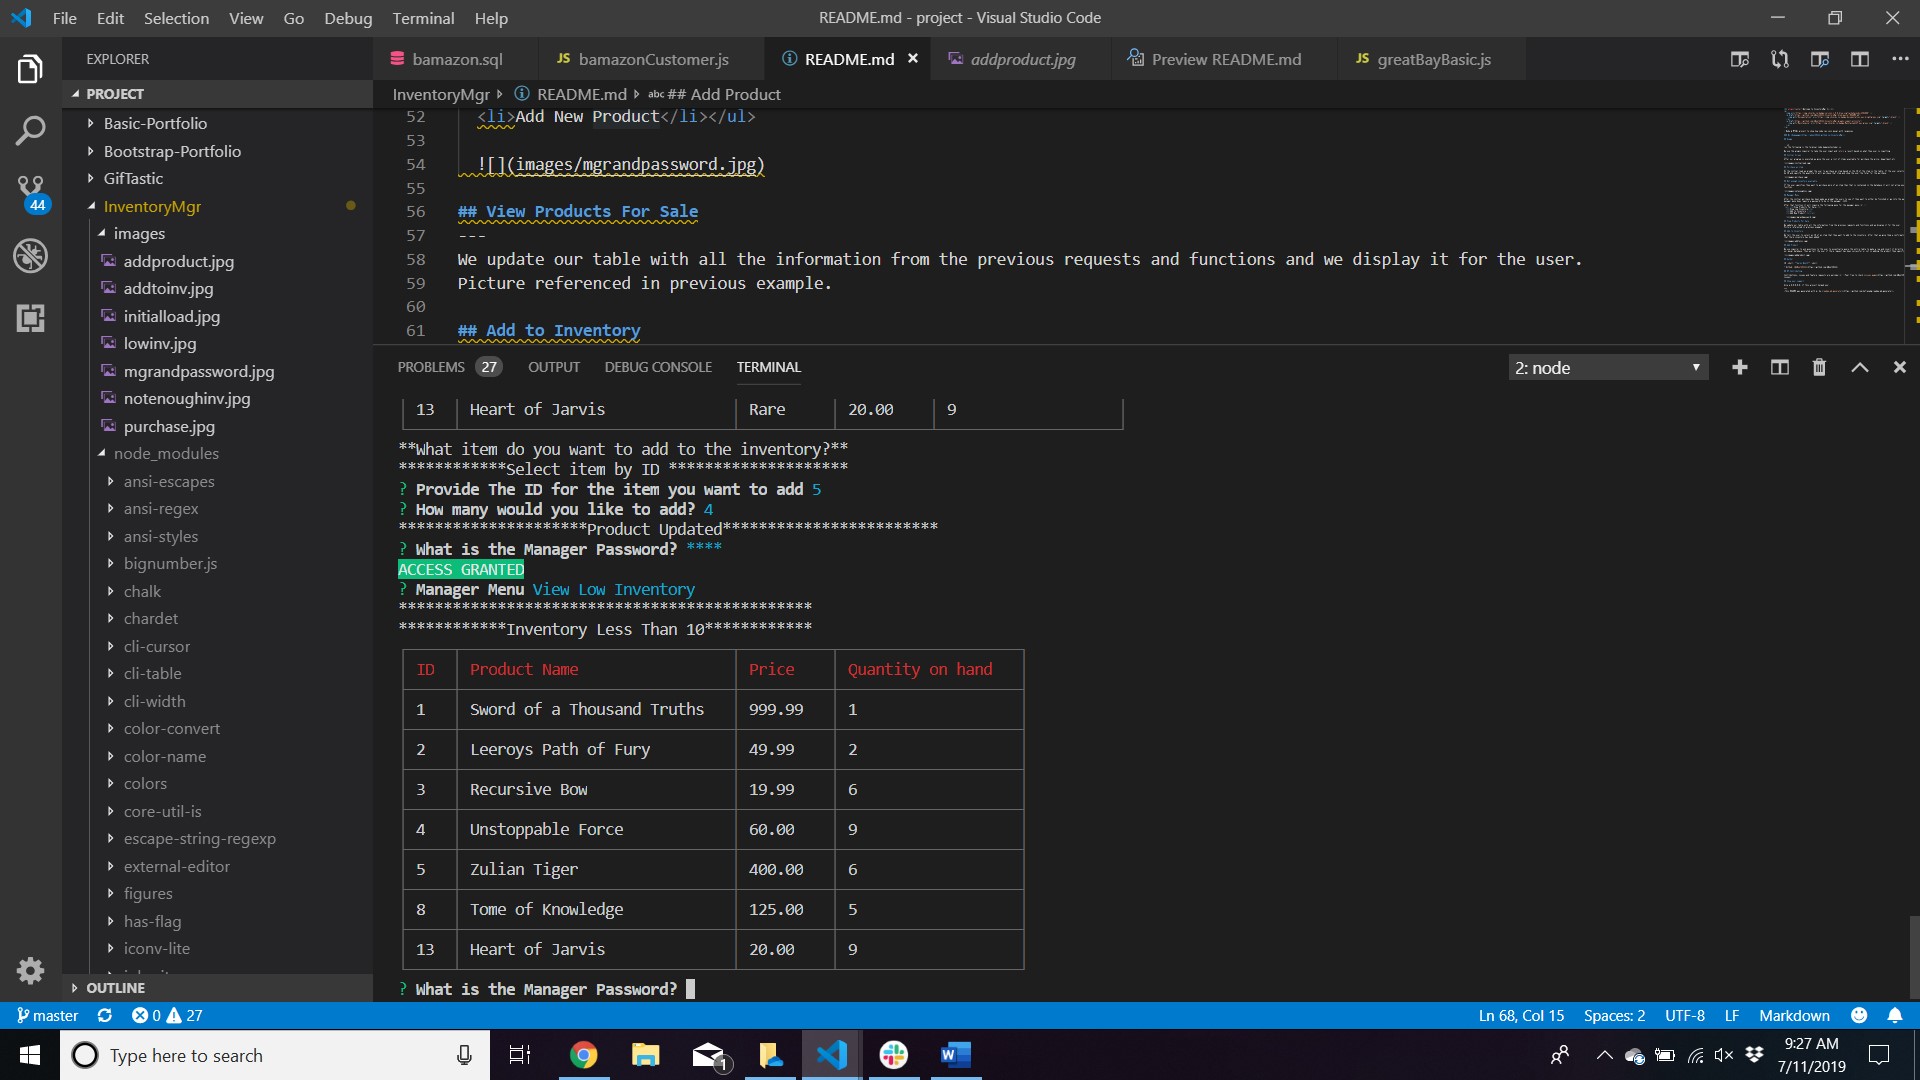 File Edit Selection View Go Debug Terminal Help
README.md - project - Visual Studio Code
EXPLORER
bamazon.sql
JS bamazonCustomer.js
README.md
addproduct.jpg
Preview README.md
JS greatBayBasic.js
InventoryMgr README.md abc ## Add Product
PROJECT
Basic-Portfolio
Bootstrap-Portfolio
GifTastic
InventoryMgr
images
addproduct.jpg
addtoinv.jpg
initialload.jpg
lowinv.jpg
mgrandpassword.jpg
notenoughinv.jpg
purchase.jpg
node_modules
ansi-escapes
ansi-regex
ansi-styles
bignumber.js
chalk
chardet
cli-cursor
cli-table
cli-width
color-convert
color-name
colors
core-util-is
escape-string-regexp
external-editor
figures
has-flag
iconv-lite
OUTLINE
44
52 <li>Add New Product</li></ul>
53
54 ![](images/mgrandpassword.jpg)
55
56 ## View Products For Sale
57 ---
58 We update our table with all the information from the previous requests and functions and we display it for the user.
59 Picture referenced in previous example.
60
61 ## Add to Inventory
PROBLEMS 27 OUTPUT DEBUG CONSOLE TERMINAL
2: node
13 Heart of Jarvis Rare 20.00 9
**What item do you want to add to the inventory?**
************Select item by ID ********************
? Provide The ID for the item you want to add 5
? How many would you like to add? 4
*********************Product Updated************************
? What is the Manager Password? ****
ACCESS GRANTED
? Manager Menu View Low Inventory
**********************************************
************Inventory Less Than 10************
ID Product Name Price Quantity on hand
1 Sword of a Thousand Truths 999.99 1
2 Leeroys Path of Fury 49.99 2
3 Recursive Bow 19.99 6
4 Unstoppable Force 60.00 9
5 Zulian Tiger 400.00 6
8 Tome of Knowledge 125.00 5
13 Heart of Jarvis 20.00 9
? What is the Manager Password?
master 0 27
Ln 68, Col 15 Spaces: 2 UTF-8 LF Markdown
Type here to search
1
W
9:27 AM
7/11/2019